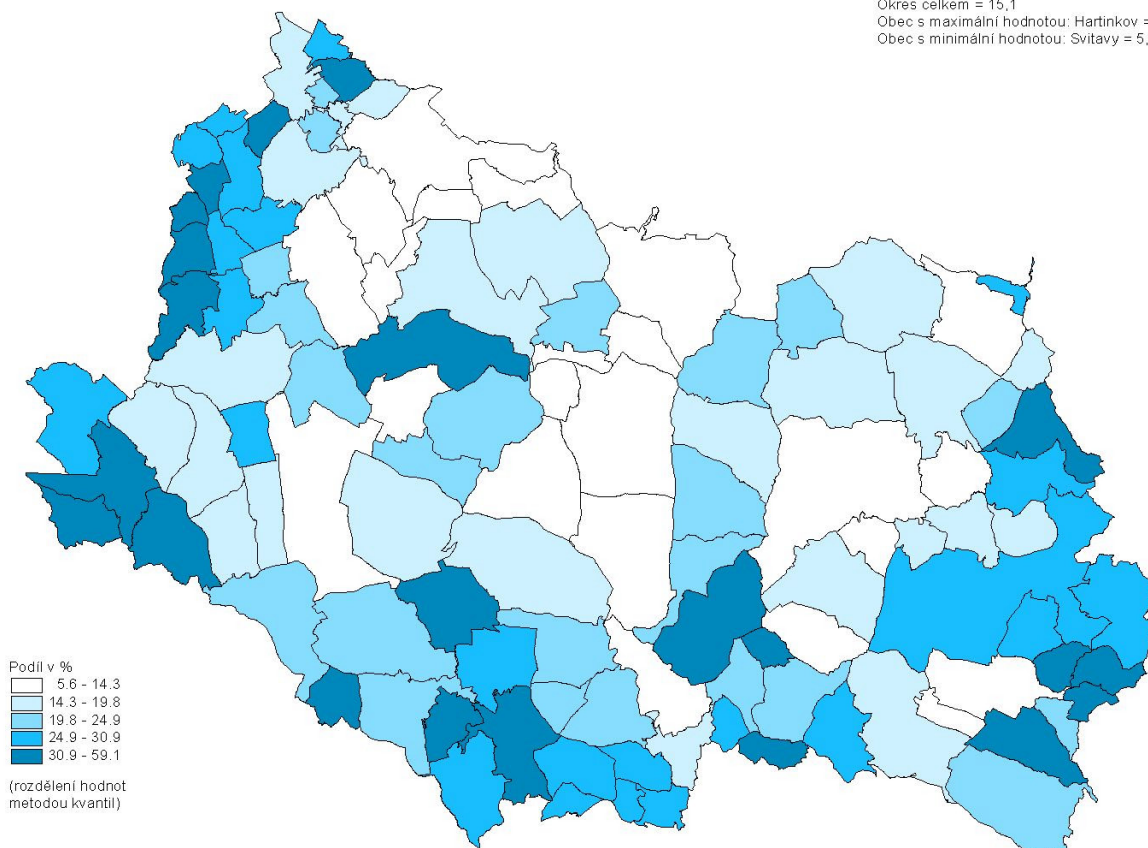 Okres celkem = 15,1
Obec s maximální hodnotou: Hartinkov =
Obec s minimální hodnotou: Svitavy = 5,
Podíl v %
5.6 - 14.3
14.3 - 19.8
19.8 - 24.9
24.9 - 30.9
30.9 - 59.1
(rozdělení hodnot
metodou kvantil)